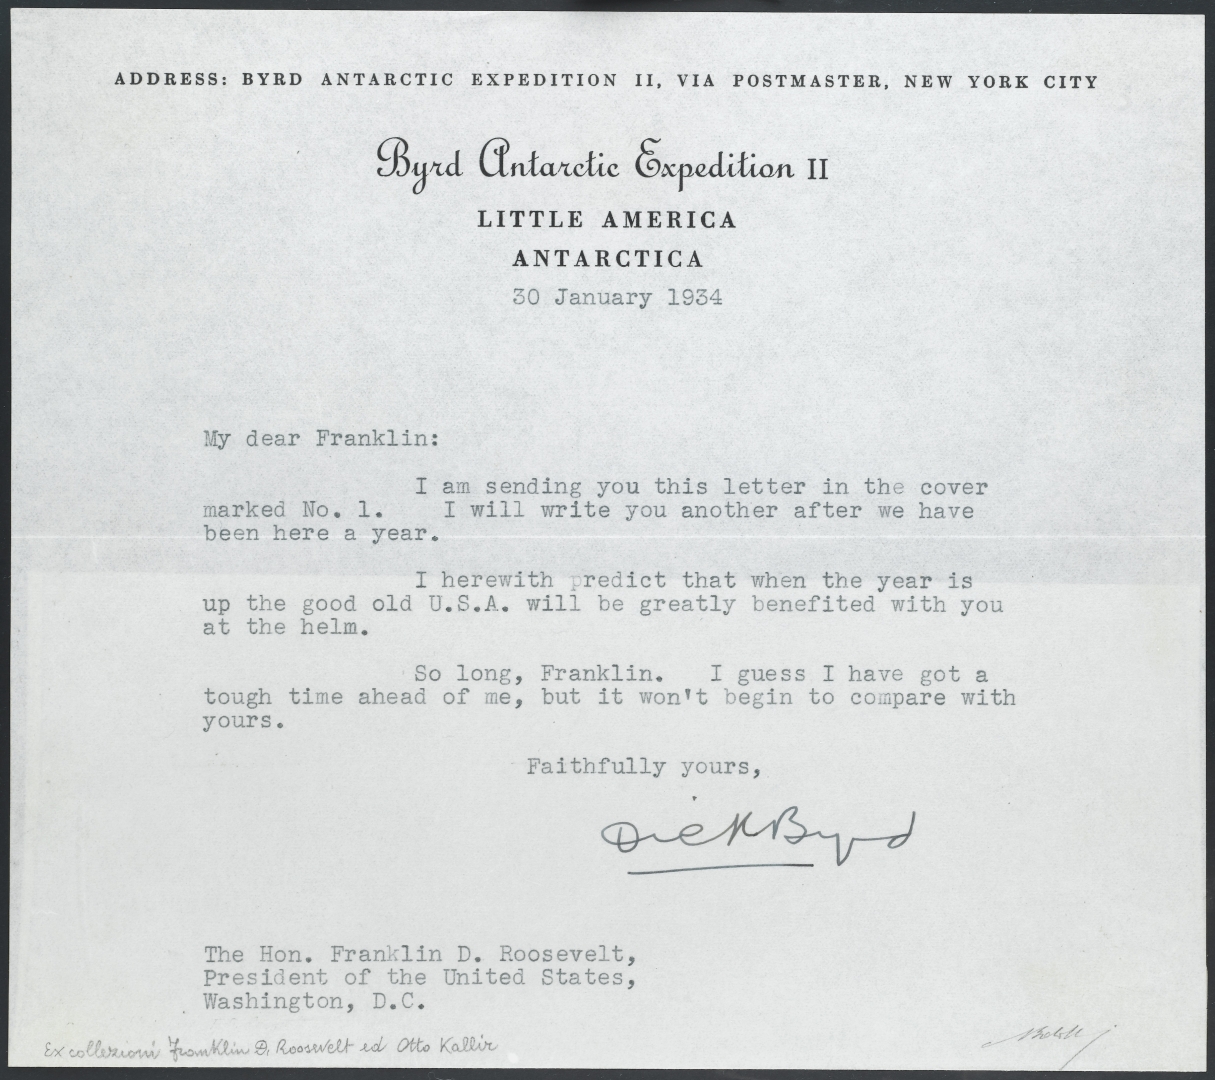 ADDRESS: BYRD ANTARCTIC EXPEDITION II, VIA POSTMASTER, NEW YORK CITY
Byrd Antarctic Expedition II
LITTLE AMERICA
ANTARCTICA
30 January 1934
My dear Franklin:
I am sending you this letter in the cover
marked No. 1. I will write you another after we have
been here a year.
I herewith predict that when the year is
up the good old U.S.A. will be greatly benefited with you
at the helm.
So long, Franklin. I guess I have got a
tough time ahead of me, but it won't begin to compare with
yours.
Faithfully yours,
Dick Byrd
The Hon. Franklin D. Roosevelt,
President of the United States,
Washington, D.C.
Ex collezioni Franklin D. Roosevelt ed Otto Kallir